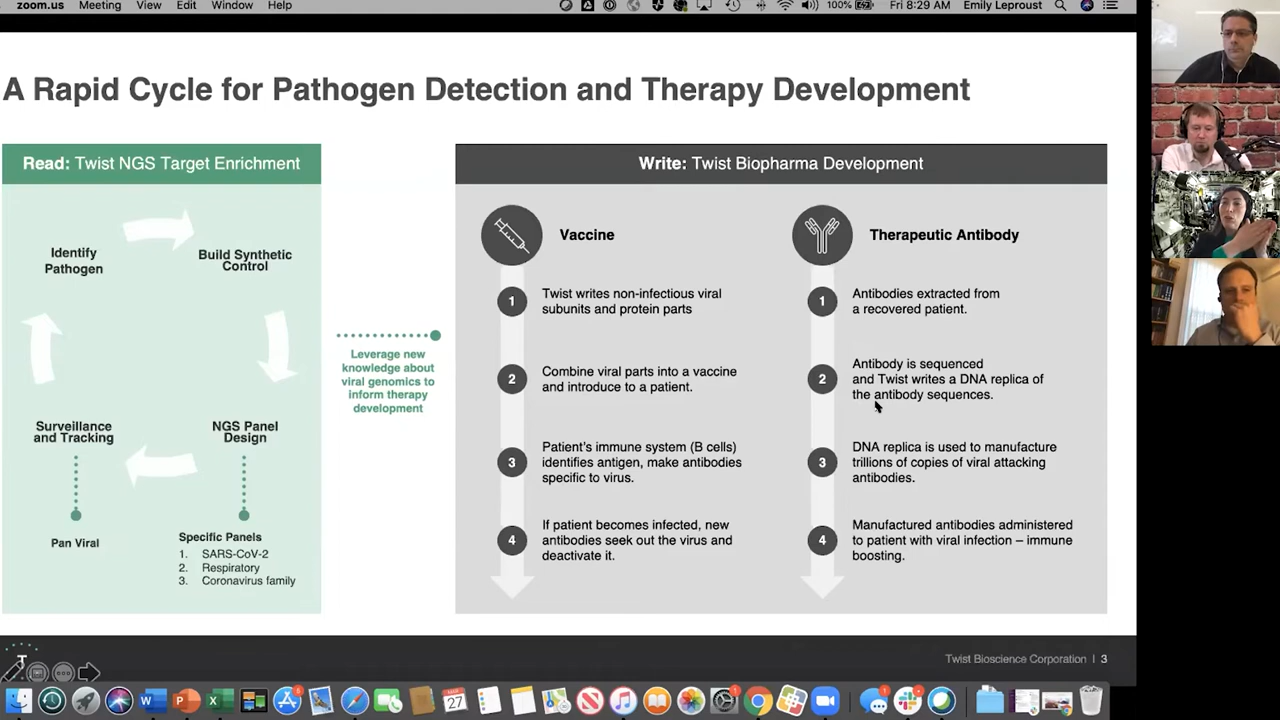 zoom.us Meeting View Edit Window Help 100% Fri 8:29 AM Emily Leproust
A Rapid Cycle for Pathogen Detection and Therapy Development
Read: Twist NGS Target Enrichment
Identify
Pathogen
Build Synthetic
Control
Surveillance
and Tracking
NGS Panel
Design
Pan Viral
Specific Panels
1. SARS-CoV-2
2. Respiratory
3. Coronavirus family
Leverage new
knowledge about
viral genomics to
inform therapy
development
Write: Twist Biopharma Development
Vaccine
1
Twist writes non-infectious viral
subunits and protein parts
2
Combine viral parts into a vaccine
and introduce to a patient.
3
Patient's immune system (B cells)
identifies antigen, make antibodies
specific to virus.
4
If patient becomes infected, new
antibodies seek out the virus and
deactivate it.
Therapeutic Antibody
1
Antibodies extracted from
a recovered patient.
2
Antibody is sequenced
and Twist writes a DNA replica of
the antibody sequences.
3
DNA replica is used to manufacture
trillions of copies of viral attacking
antibodies.
4
Manufactured antibodies administered
to patient with viral infection – immune
boosting.
Twist Bioscience Corporation | 3